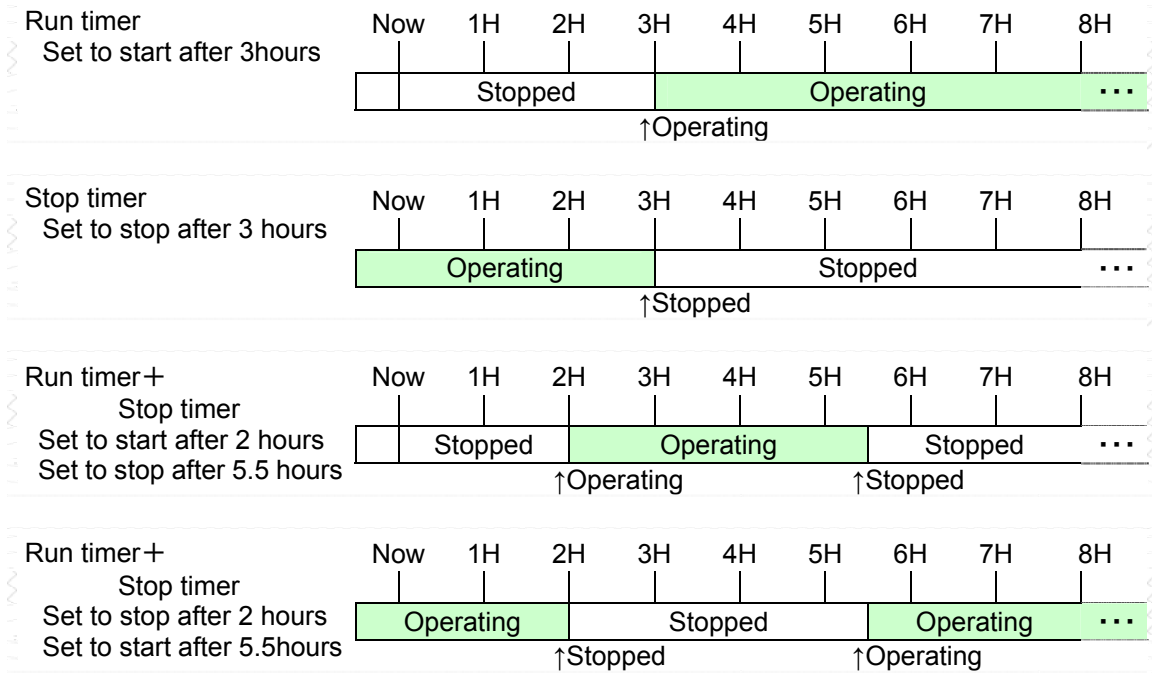 Run timer
Set to start after 3hours
Now 1H 2H 3H 4H 5H 6H 7H 8H
Stopped Operating ···
↑Operating
Stop timer
Set to stop after 3 hours
Now 1H 2H 3H 4H 5H 6H 7H 8H
Operating Stopped ···
↑Stopped
Run timer＋
Stop timer
Set to start after 2 hours
Set to stop after 5.5 hours
Now 1H 2H 3H 4H 5H 6H 7H 8H
Stopped Operating Stopped ···
↑Operating ↑Stopped
Run timer＋
Stop timer
Set to stop after 2 hours
Set to start after 5.5hours
Now 1H 2H 3H 4H 5H 6H 7H 8H
Operating Stopped Operating ···
↑Stopped ↑Operating